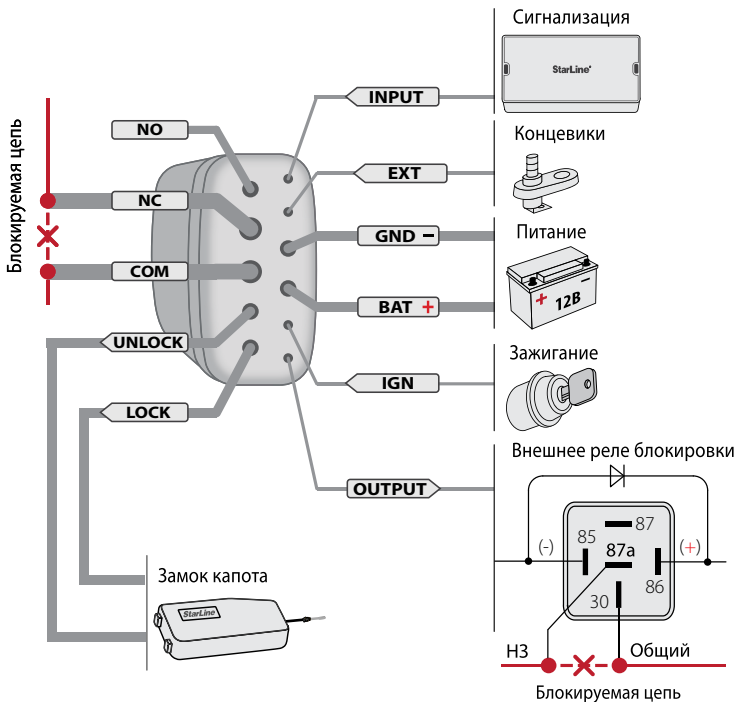 Сигнализация
StarLine
INPUT
NO
Концевики
EXT
Блокируемая цепь
NC
GND –
Питание
COM
BAT +
+ 12В –
UNLOCK
Зажигание
IGN
LOCK
Внешнее реле блокировки
OUTPUT
87
85
87a
(-)
(+)
86
30
Замок капота
StarLine
НЗ
Общий
Блокируемая цепь